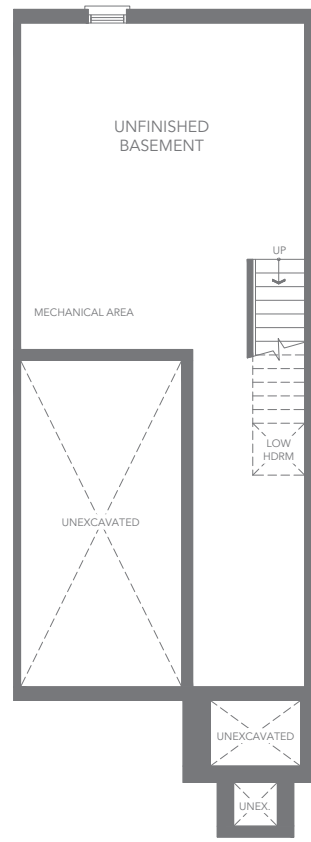 UNFINISHED
BASEMENT
UP
MECHANICAL AREA
LOW
HDRM
UNEXCAVATED
UNEXCAVATED
UNEX.